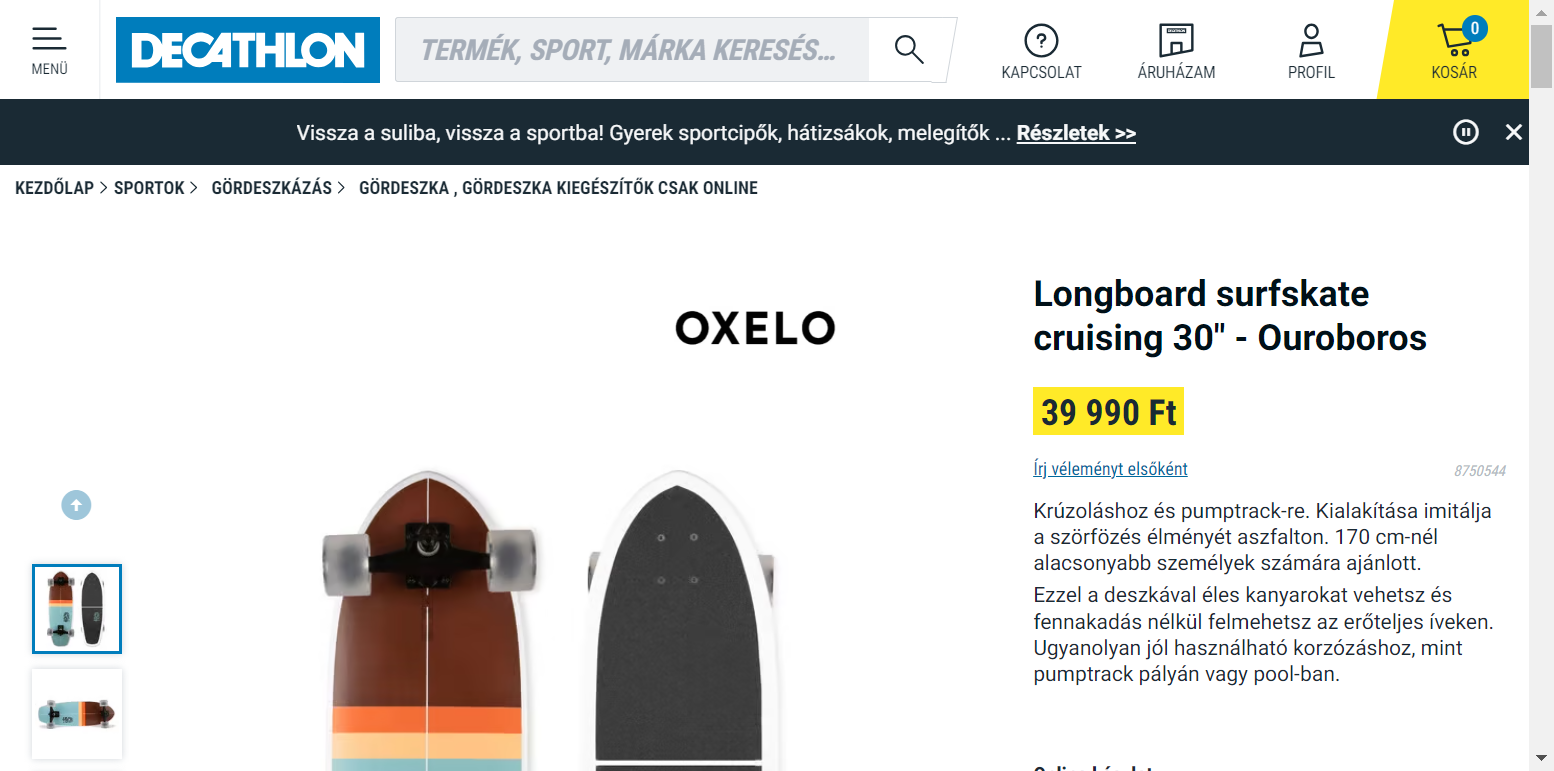 MENÜ
DECATHLON
TERMÉK, SPORT, MÁRKA KERESÉS...
KAPCSOLAT
ÁRUHÁZAM
PROFIL
0
KOSÁR
Vissza a suliba, vissza a sportba! Gyerek sportcipők, hátizsákok, melegítők ... Részletek >>
KEZDŐLAP > SPORTOK > GÖRDESZKÁZÁS > GÖRDESZKA , GÖRDESZKA KIEGÉSZÍTŐK CSAK ONLINE
OXELO
Longboard surfskate
cruising 30" - Ouroboros
39 990 Ft
Írj véleményt elsőként
8750544
Krúzoláshoz és pumptrack-re. Kialakítása imitálja
a szörfözés élményét aszfalton. 170 cm-nél
alacsonyabb személyek számára ajánlott.
Ezzel a deszkával éles kanyarokat vehetsz és
fennakadás nélkül felmehetsz az erőteljes íveken.
Ugyanolyan jól használható korzózáshoz, mint
pumptrack pályán vagy pool-ban.